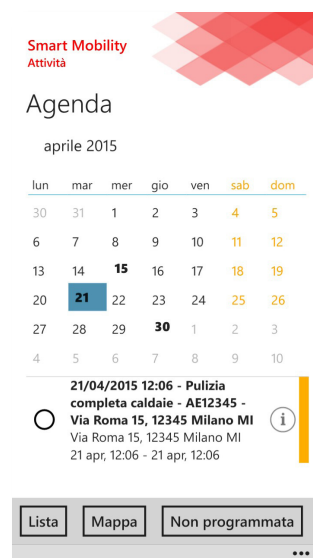 Smart Mobility
Attività
Agenda
aprile 2015
lun mar mer gio ven sab dom
30 31 1 2 3 4 5
6 7 8 9 10 11 12
13 14 15 16 17 18 19
20 21 22 23 24 25 26
27 28 29 30 1 2 3
4 5 6 7 8 9 10
21/04/2015 12:06 - Pulizia
completa caldaie - AE12345 -
Via Roma 15, 12345 Milano MI
Via Roma 15, 12345 Milano MI
21 apr, 12:06 - 21 apr, 12:06
i
Lista Mappa Non programmata